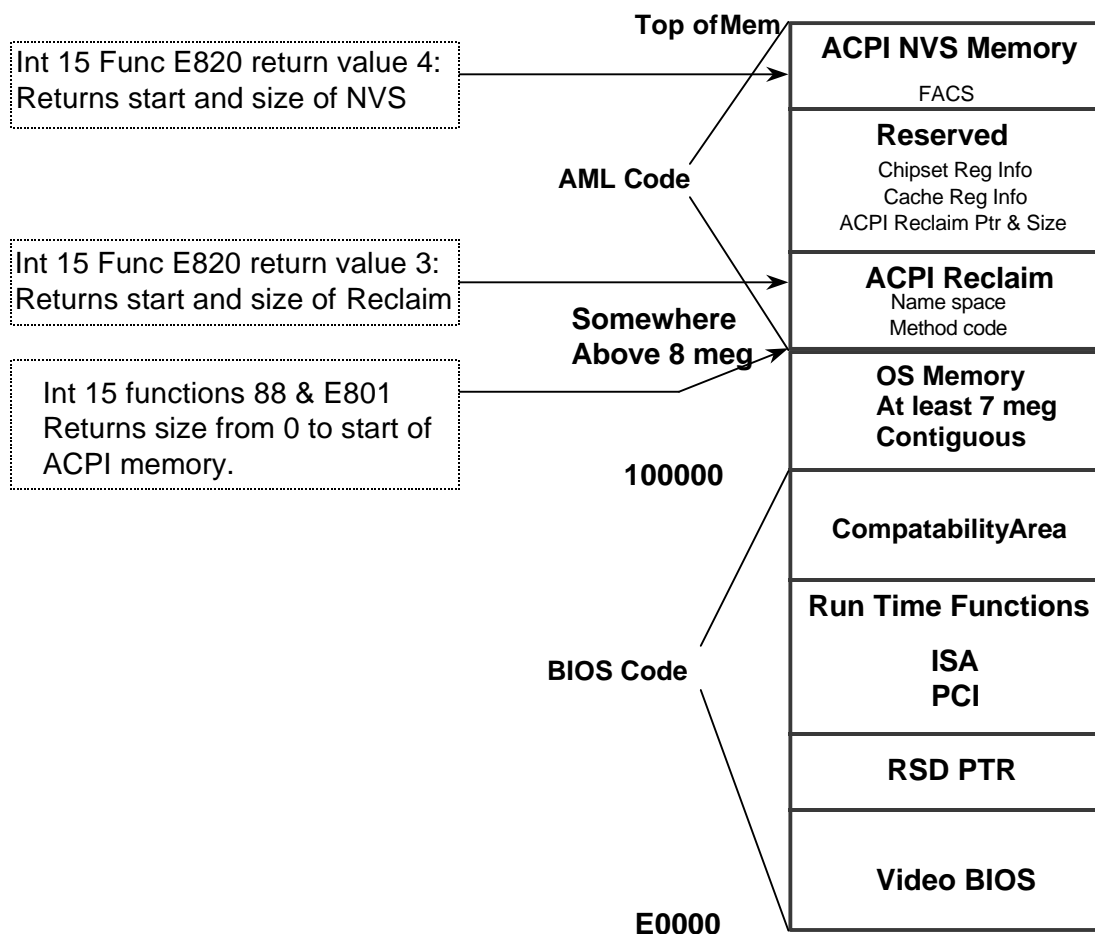 Top of Mem
Int 15 Func E820 return value 4:
Returns start and size of NVS
ACPI NVS Memory
FACS
Reserved
Chipset Reg Info
Cache Reg Info
ACPI Reclaim Ptr & Size
AML Code
Int 15 Func E820 return value 3:
Returns start and size of Reclaim
ACPI Reclaim
Name space
Method code
Somewhere
Above 8 meg
Int 15 functions 88 & E801
Returns size from 0 to start of
ACPI memory.
OS Memory
At least 7 meg
Contiguous
100000
CompatabilityArea
Run Time Functions
ISA
PCI
BIOS Code
RSD PTR
Video BIOS
E0000